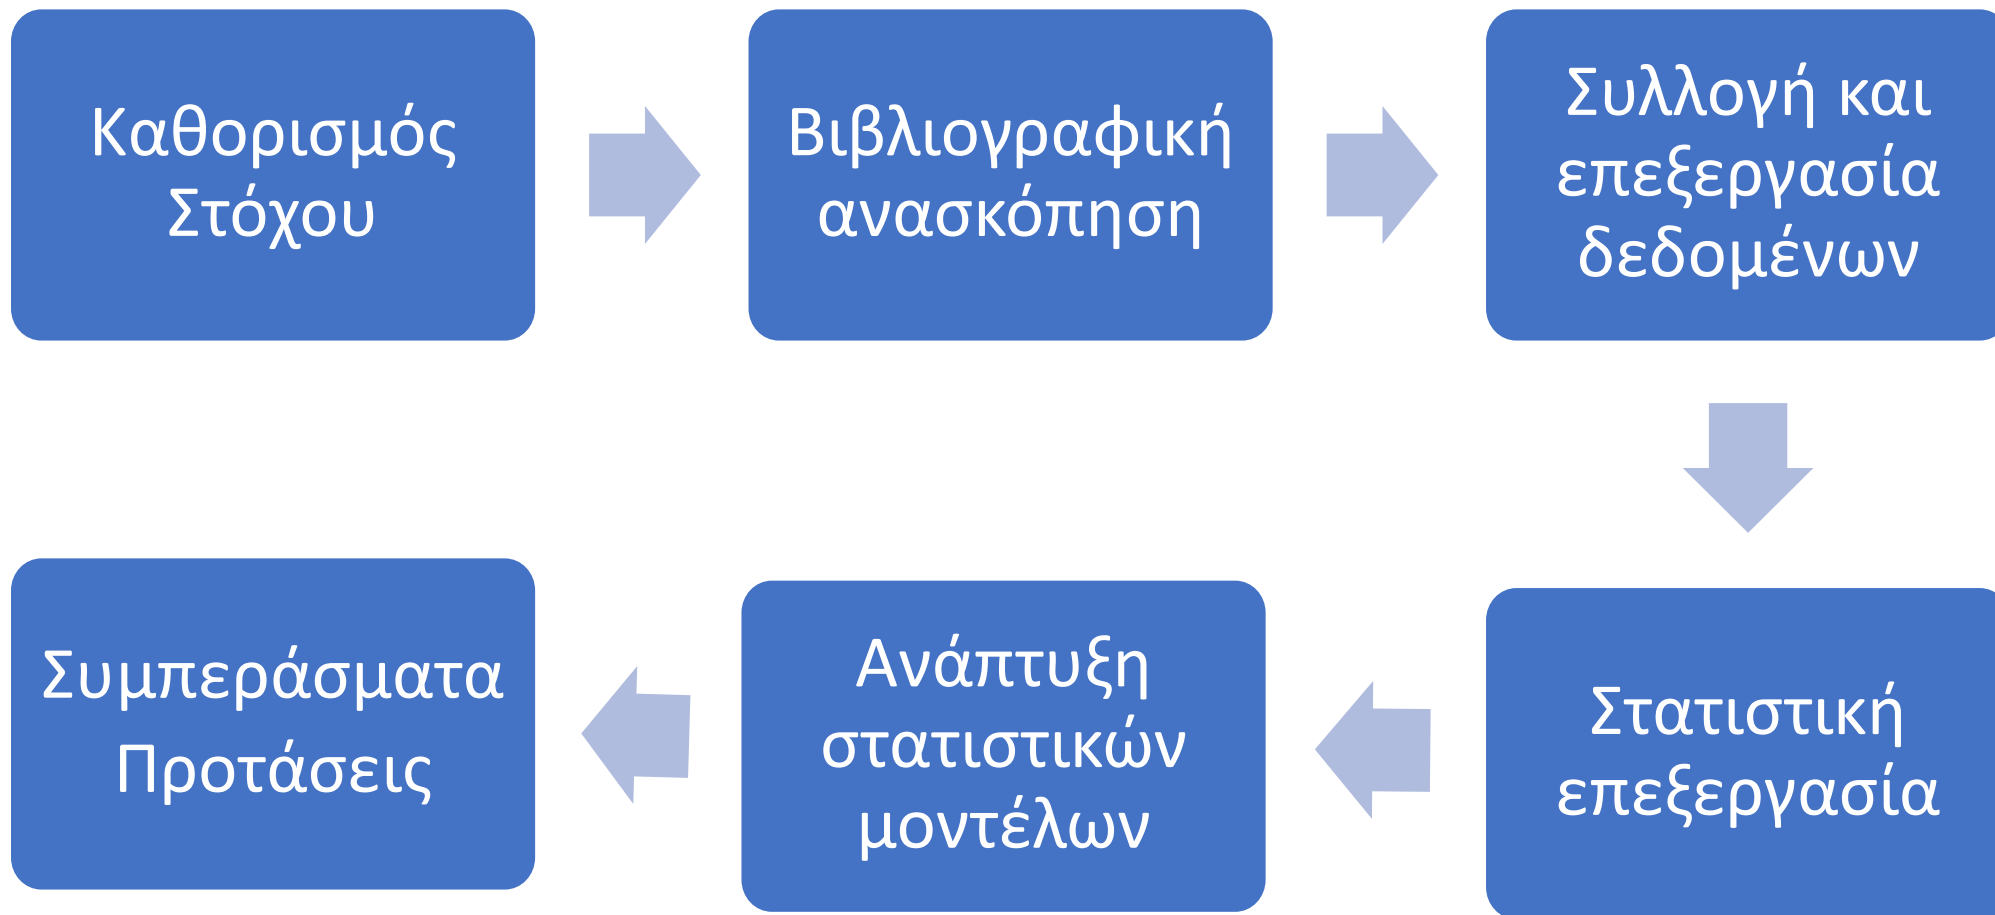 Καθορισμός
Στόχου
Βιβλιογραφική
ανασκόπηση
Συλλογή και
επεξεργασία
δεδομένων
Στατιστική
επεξεργασία
Ανάπτυξη
στατιστικών
μοντέλων
Συμπεράσματα
Προτάσεις